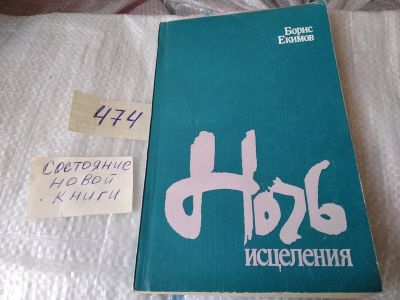 Борис
Екимов
Ночь
исцеления
474
СОСТОЯНИЕ
НОВОЙ
КНИГИ